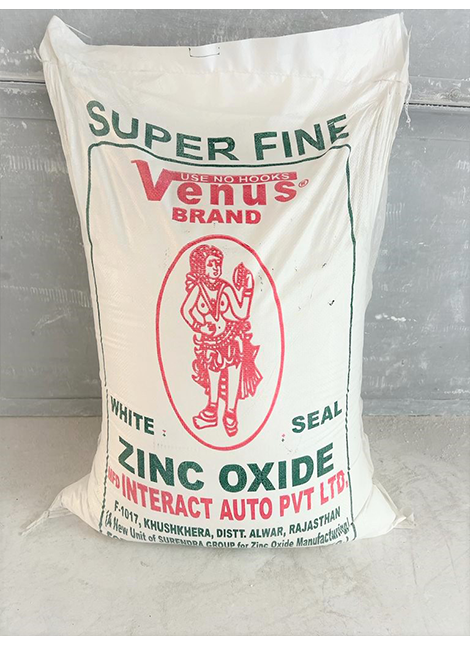 SUPER FINE
USE NO HOOKS
Venus®
BRAND
WHITE SEAL
ZINC OXIDE
MFD INTERACT AUTO PVT LTD.
F-1017, KHUSHKHERA, DISTT. ALWAR, RAJASTHAN
(A New Unit of SURENDRA GROUP for Zinc Oxide Manufacturing)